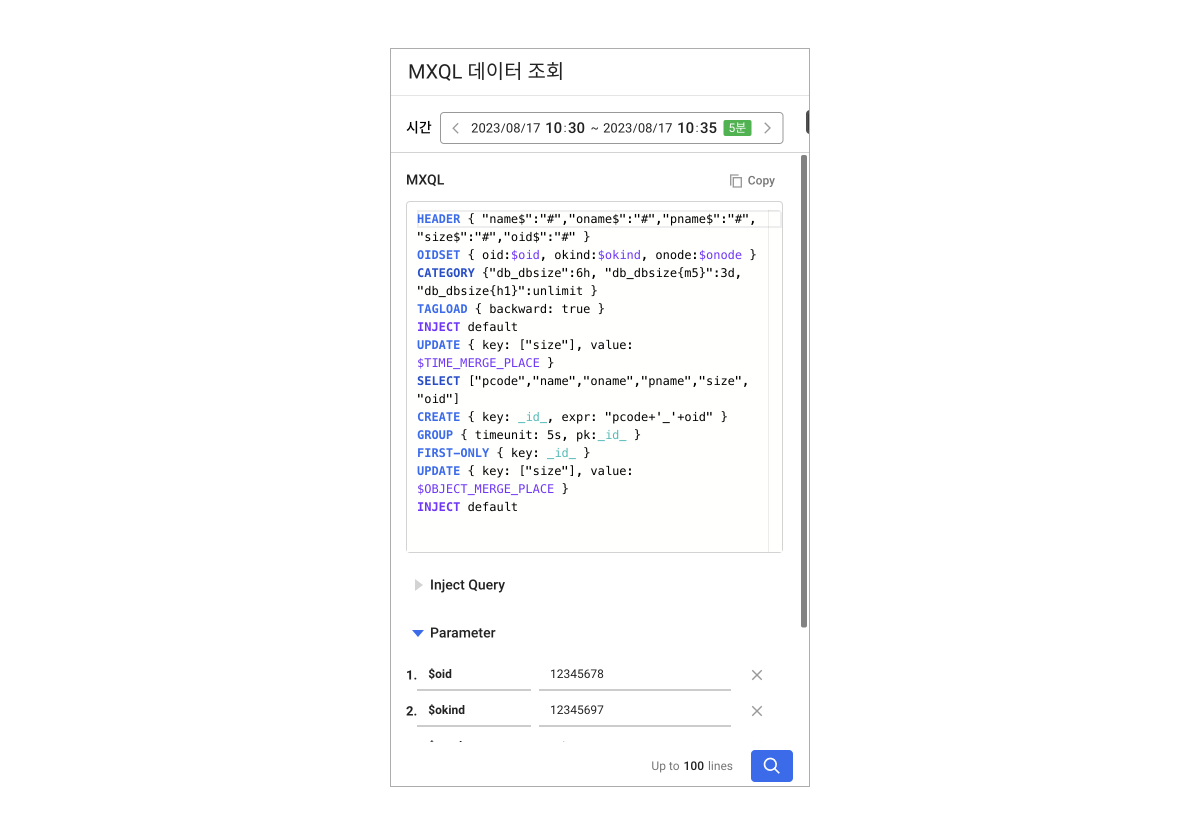 MXQL 데이터 조회
시간 2023/08/17 10:30 ~ 2023/08/17 10:35 5분
MXQL Copy
HEADER { "name$":"#","oname$":"#","pname$":"#",
"size$":"#","oid$":"#" }
OIDSET { oid:$oid, okind:$okind, onode:$onode }
CATEGORY {"db_dbsize":6h, "db_dbsize{m5}":3d,
"db_dbsize{h1}":unlimit }
TAGLOAD { backward: true }
INJECT default
UPDATE { key: ["size"], value:
$TIME_MERGE_PLACE }
SELECT ["pcode","name","oname","pname","size",
"oid"]
CREATE { key: _id_, expr: "pcode+'_'+oid" }
GROUP { timeunit: 5s, pk:_id_ }
FIRST-ONLY { key: _id_ }
UPDATE { key: ["size"], value:
$OBJECT_MERGE_PLACE }
INJECT default
Inject Query
Parameter
1. $oid 12345678
2. $okind 12345697
Up to 100 lines